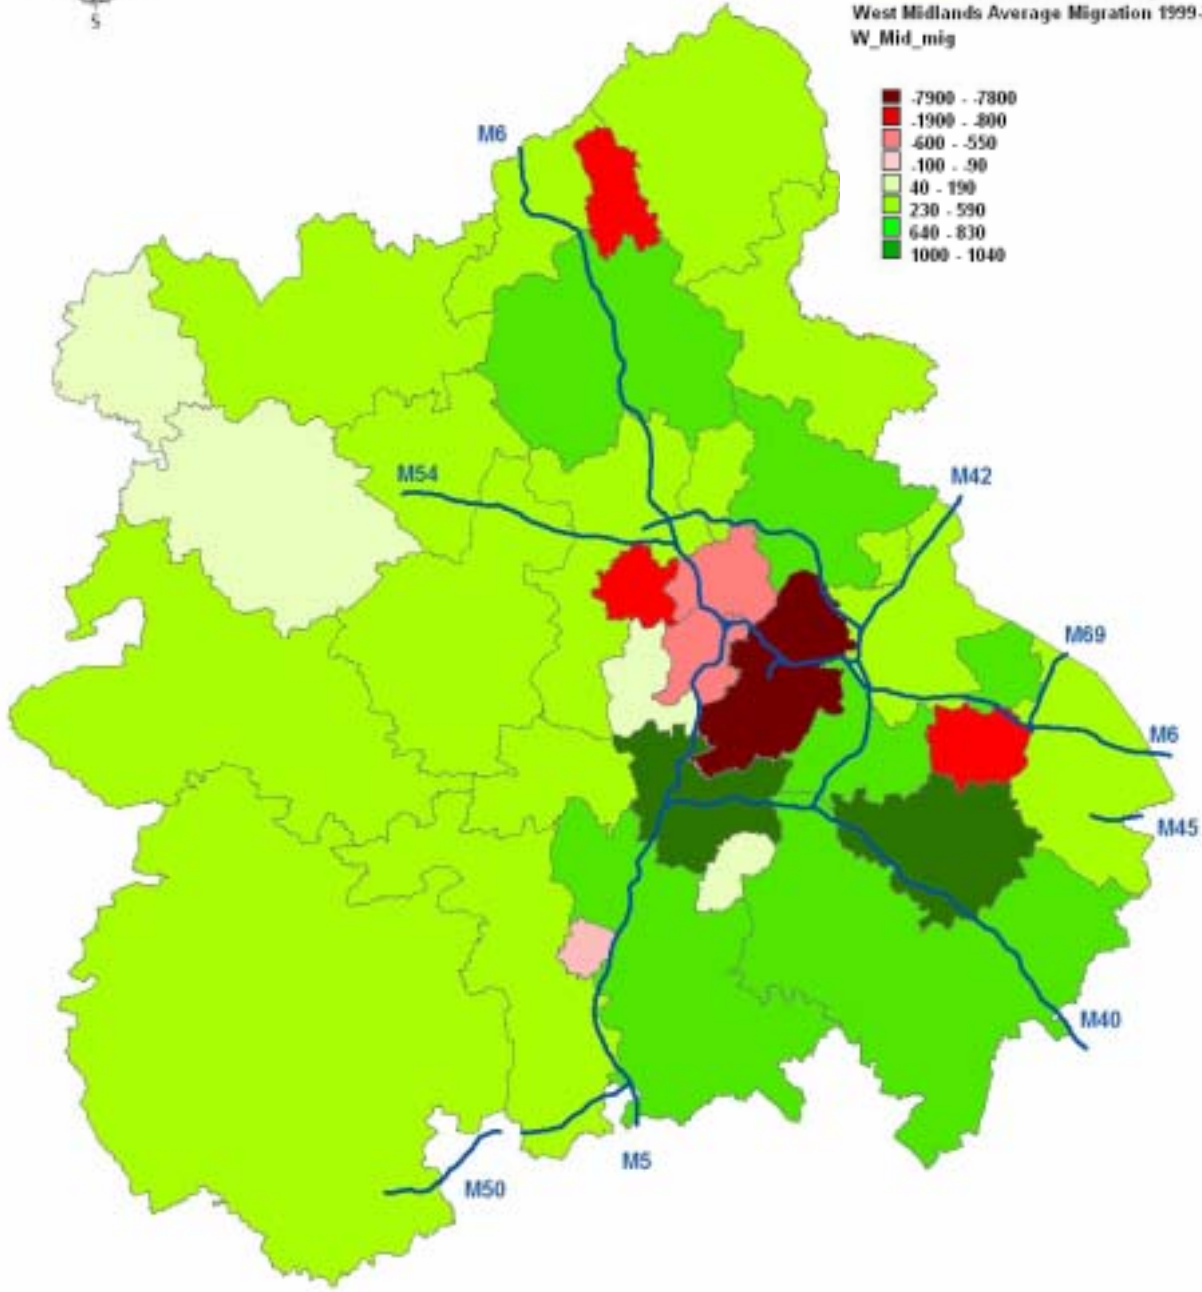 S
West Midlands Average Migration 1999-
W_Mid_mig
-7900 - -7800
-1900 - -800
-600 - -550
-100 - -90
40 - 190
230 - 590
640 - 830
1000 - 1040
M6
M54
M42
M69
M6
M45
M40
M5
M50